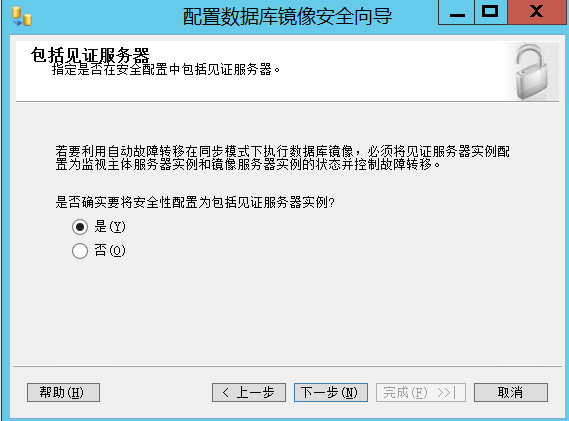 配置数据库镜像安全向导
包括见证服务器
指定是否在安全配置中包括见证服务器。
若要利用自动故障转移在同步模式下执行数据库镜像，必须将见证服务器实例配
置为监视主体服务器实例和镜像服务器实例的状态并控制故障转移。
是否确实要将安全性配置为包括见证服务器实例?
是(Y)
否(O)
帮助(H) < 上一步 下一步(N) 完成(F) >>| 取消